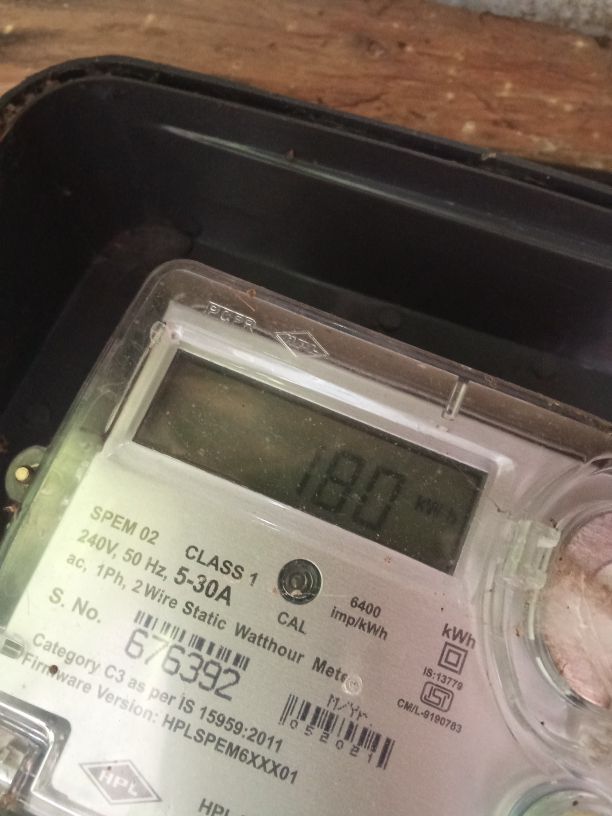 180 kWh
SPEM 02 CLASS 1
240V, 50 Hz, 5-30A
ac, 1Ph, 2Wire Static Watthour Meter
CAL
6400
imp/kWh
kWh
IS:13779
CM/L-9190763
S. No.
676392
Category C3 as per IS 15959:2011
Firmware Version: HPLSPEM6XXX01
M/Yr
052021
HPL